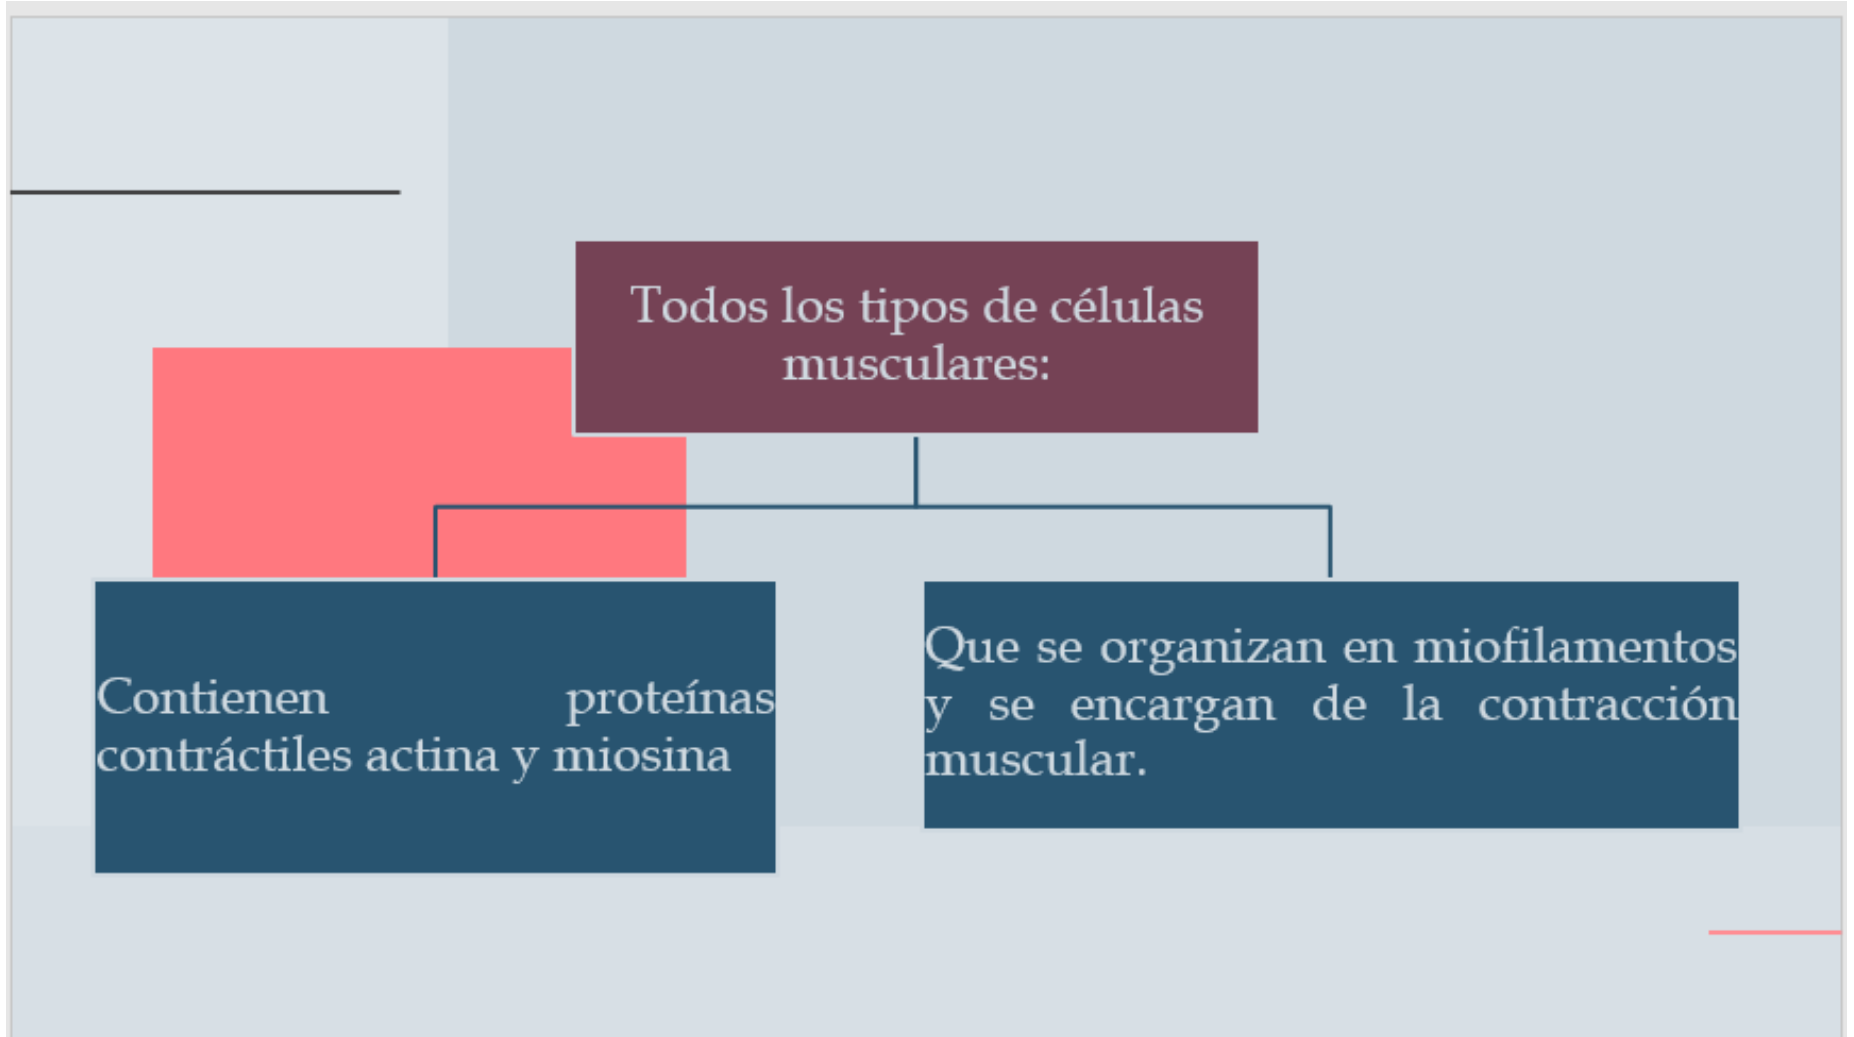 Todos los tipos de células
musculares:
Contienen proteínas
contráctiles actina y miosina
Que se organizan en miofilamentos
y se encargan de la contracción
muscular.